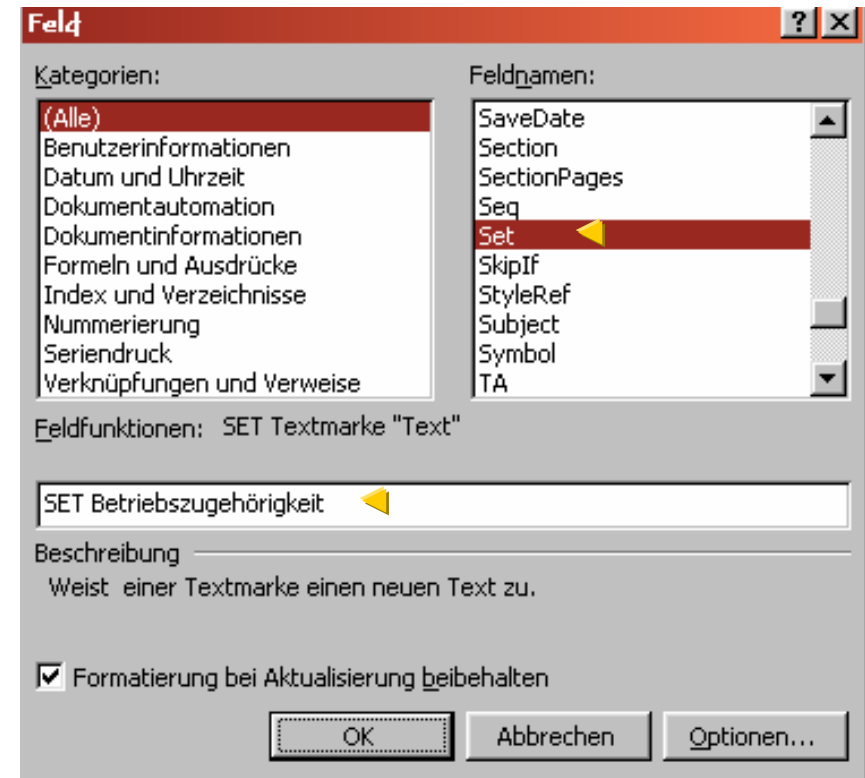 Feld
Kategorien:
(Alle)
Benutzerinformationen
Datum und Uhrzeit
Dokumentautomation
Dokumentinformationen
Formeln und Ausdrücke
Index und Verzeichnisse
Nummerierung
Seriendruck
Verknüpfungen und Verweise
Feldnamen:
SaveDate
Section
SectionPages
Seq
Set
SkipIf
StyleRef
Subject
Symbol
TA
Feldfunktionen: SET Textmarke "Text"
SET Betriebszugehörigkeit
Beschreibung
Weist einer Textmarke einen neuen Text zu.
Formatierung bei Aktualisierung beibehalten
OK Abbrechen Optionen...